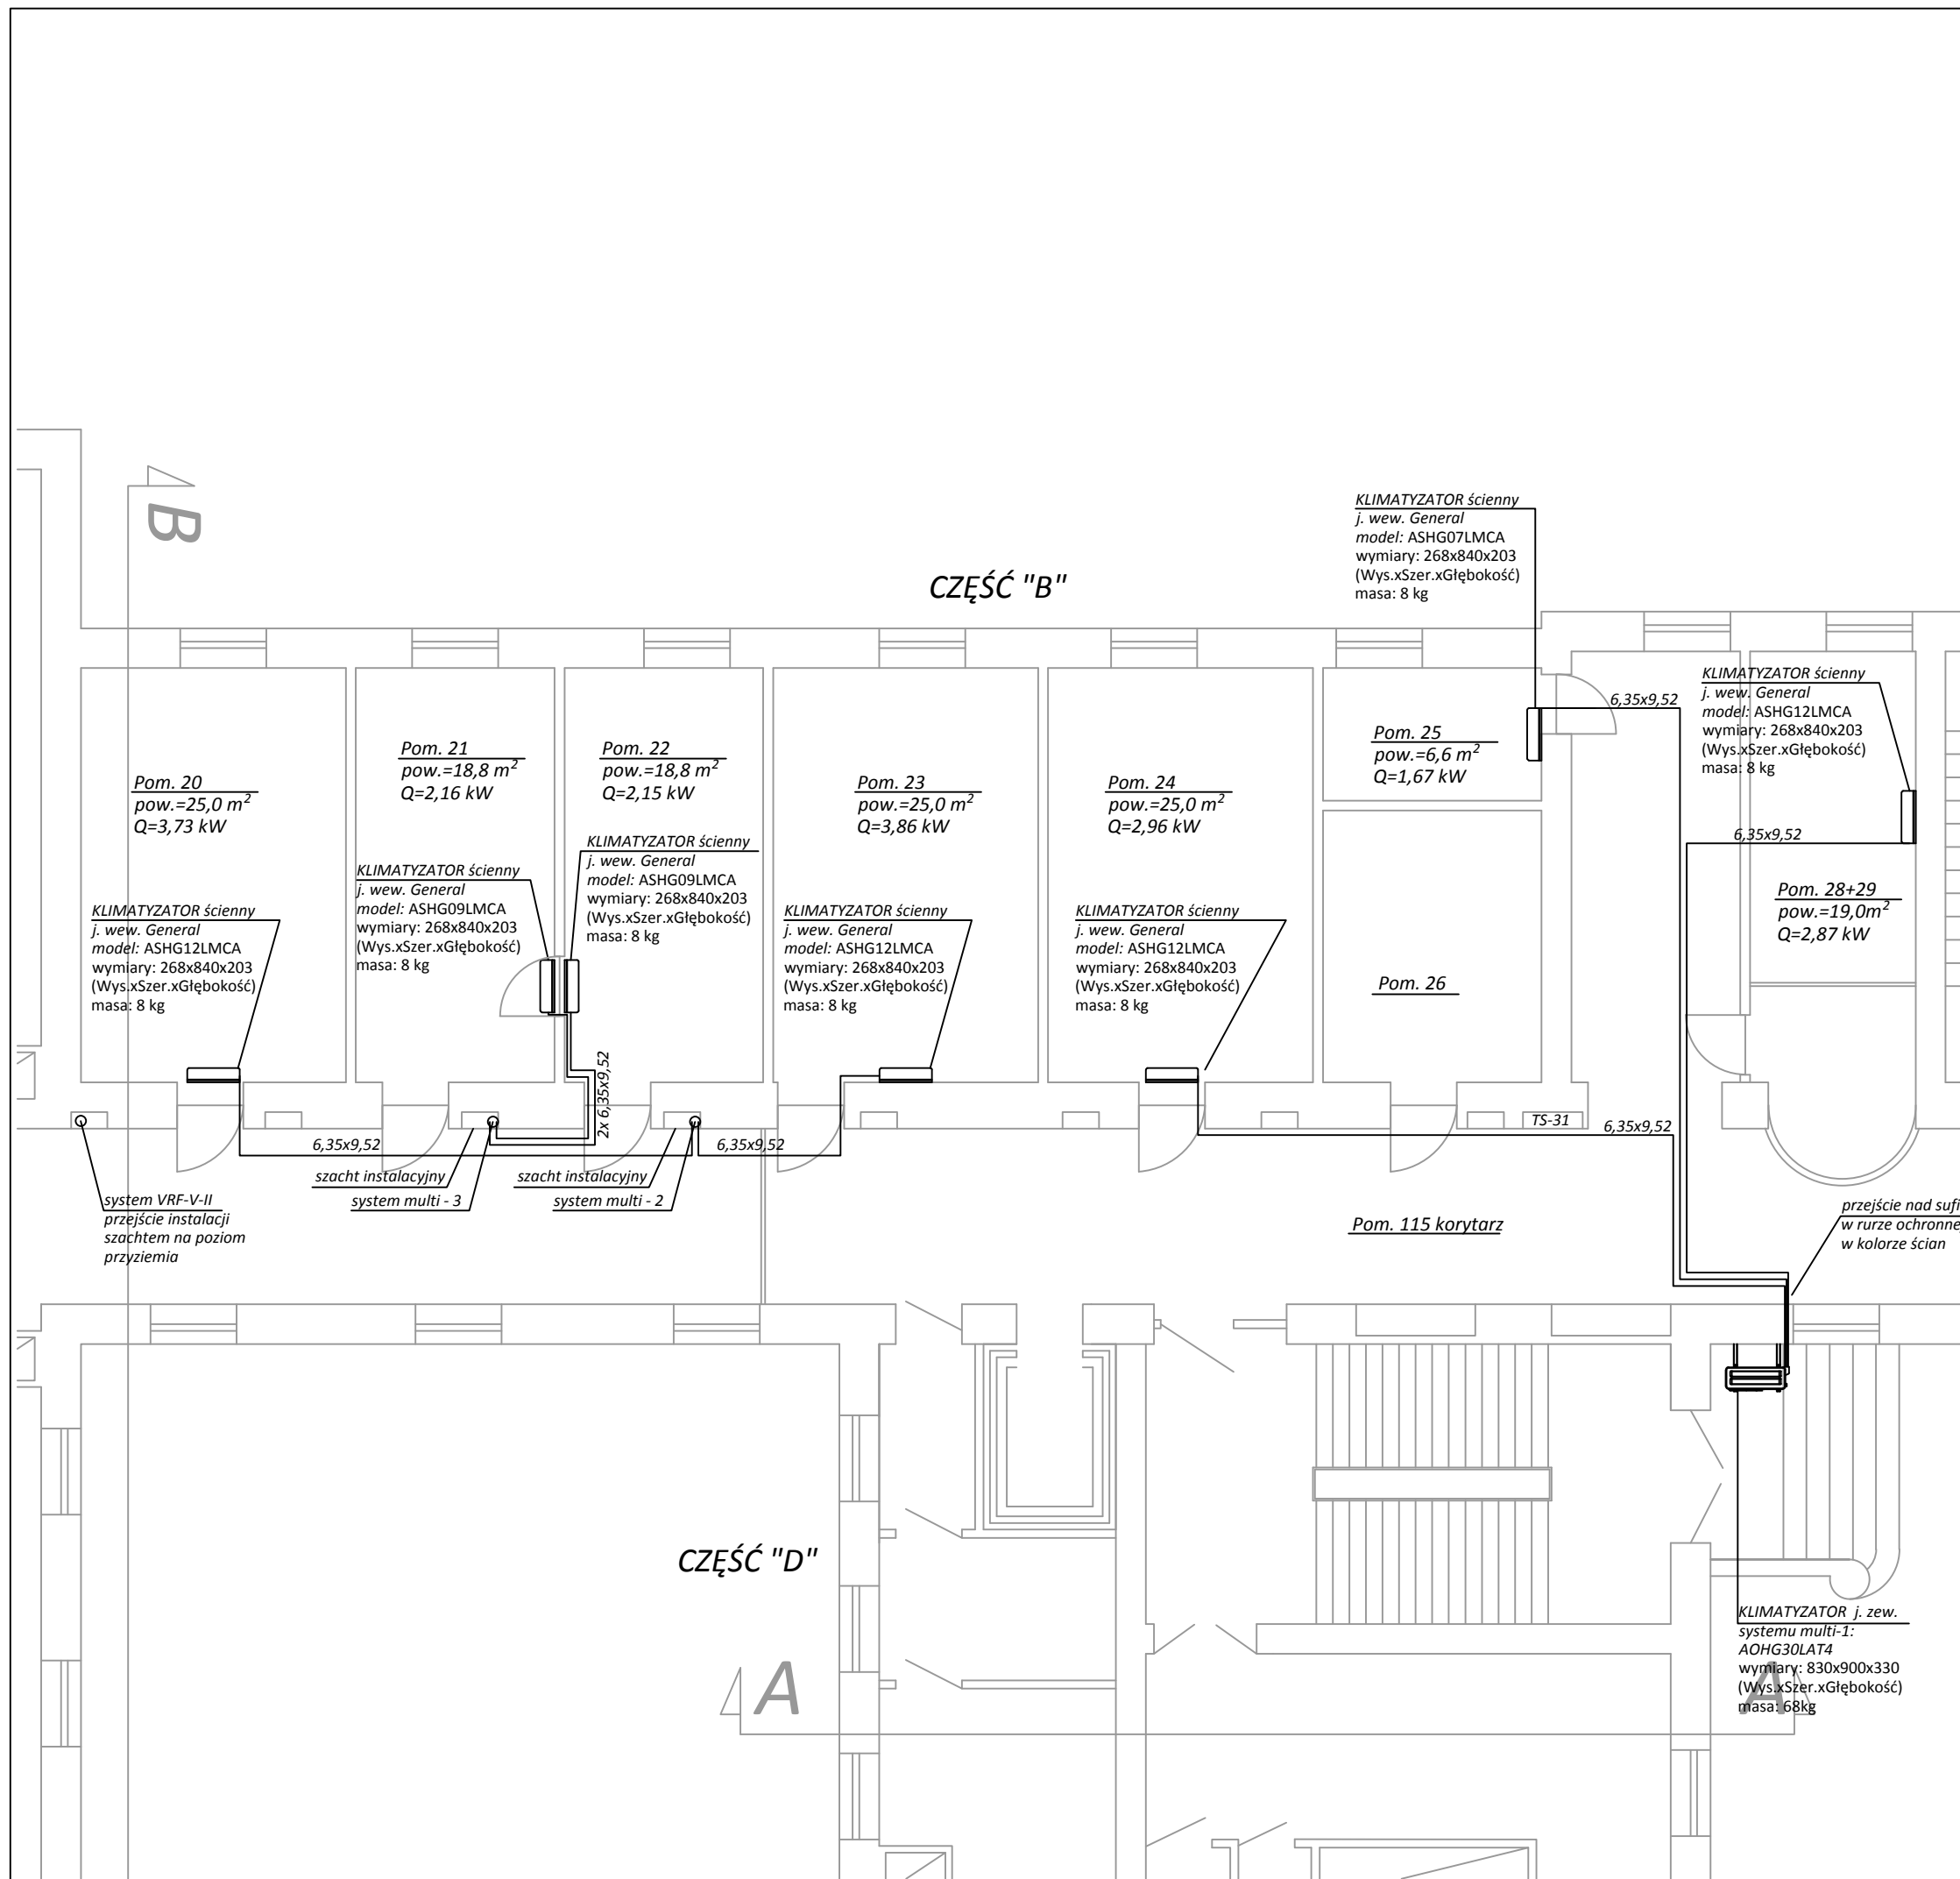 B
CZĘŚĆ "B"
KLIMATYZATOR ścienny
j. wew. General
model: ASHG07LMCA
wymiary: 268x840x203
(Wys.xSzer.xGłębokość)
masa: 8 kg
6,35x9,52
KLIMATYZATOR ścienny
j. wew. General
model: ASHG12LMCA
wymiary: 268x840x203
(Wys.xSzer.xGłębokość)
masa: 8 kg
6,35x9,52
Pom. 20
pow.=25,0 m²
Q=3,73 kW
Pom. 21
pow.=18,8 m²
Q=2,16 kW
Pom. 22
pow.=18,8 m²
Q=2,15 kW
Pom. 23
pow.=25,0 m²
Q=3,86 kW
Pom. 24
pow.=25,0 m²
Q=2,96 kW
Pom. 25
pow.=6,6 m²
Q=1,67 kW
Pom. 28+29
pow.=19,0m²
Q=2,87 kW
Pom. 26
KLIMATYZATOR ścienny
j. wew. General
model: ASHG12LMCA
wymiary: 268x840x203
(Wys.xSzer.xGłębokość)
masa: 8 kg
KLIMATYZATOR ścienny
j. wew. General
model: ASHG09LMCA
wymiary: 268x840x203
(Wys.xSzer.xGłębokość)
masa: 8 kg
KLIMATYZATOR ścienny
j. wew. General
model: ASHG09LMCA
wymiary: 268x840x203
(Wys.xSzer.xGłębokość)
masa: 8 kg
KLIMATYZATOR ścienny
j. wew. General
model: ASHG12LMCA
wymiary: 268x840x203
(Wys.xSzer.xGłębokość)
masa: 8 kg
KLIMATYZATOR ścienny
j. wew. General
model: ASHG12LMCA
wymiary: 268x840x203
(Wys.xSzer.xGłębokość)
masa: 8 kg
2x 6,35x9,52
6,35x9,52
6,35x9,52
TS-31
6,35x9,52
szacht instalacyjny
system multi - 3
szacht instalacyjny
system multi - 2
system VRF-V-II
przejście instalacji
szachtem na poziom
przyziemia
Pom. 115 korytarz
przejście nad sufi
w rurze ochronne
w kolorze ścian
CZĘŚĆ "D"
KLIMATYZATOR j. zew.
systemu multi-1:
AOHG30LAT4
wymiary: 830x900x330
(Wys.xSzer.xGłębokość)
masa: 68kg
A
A